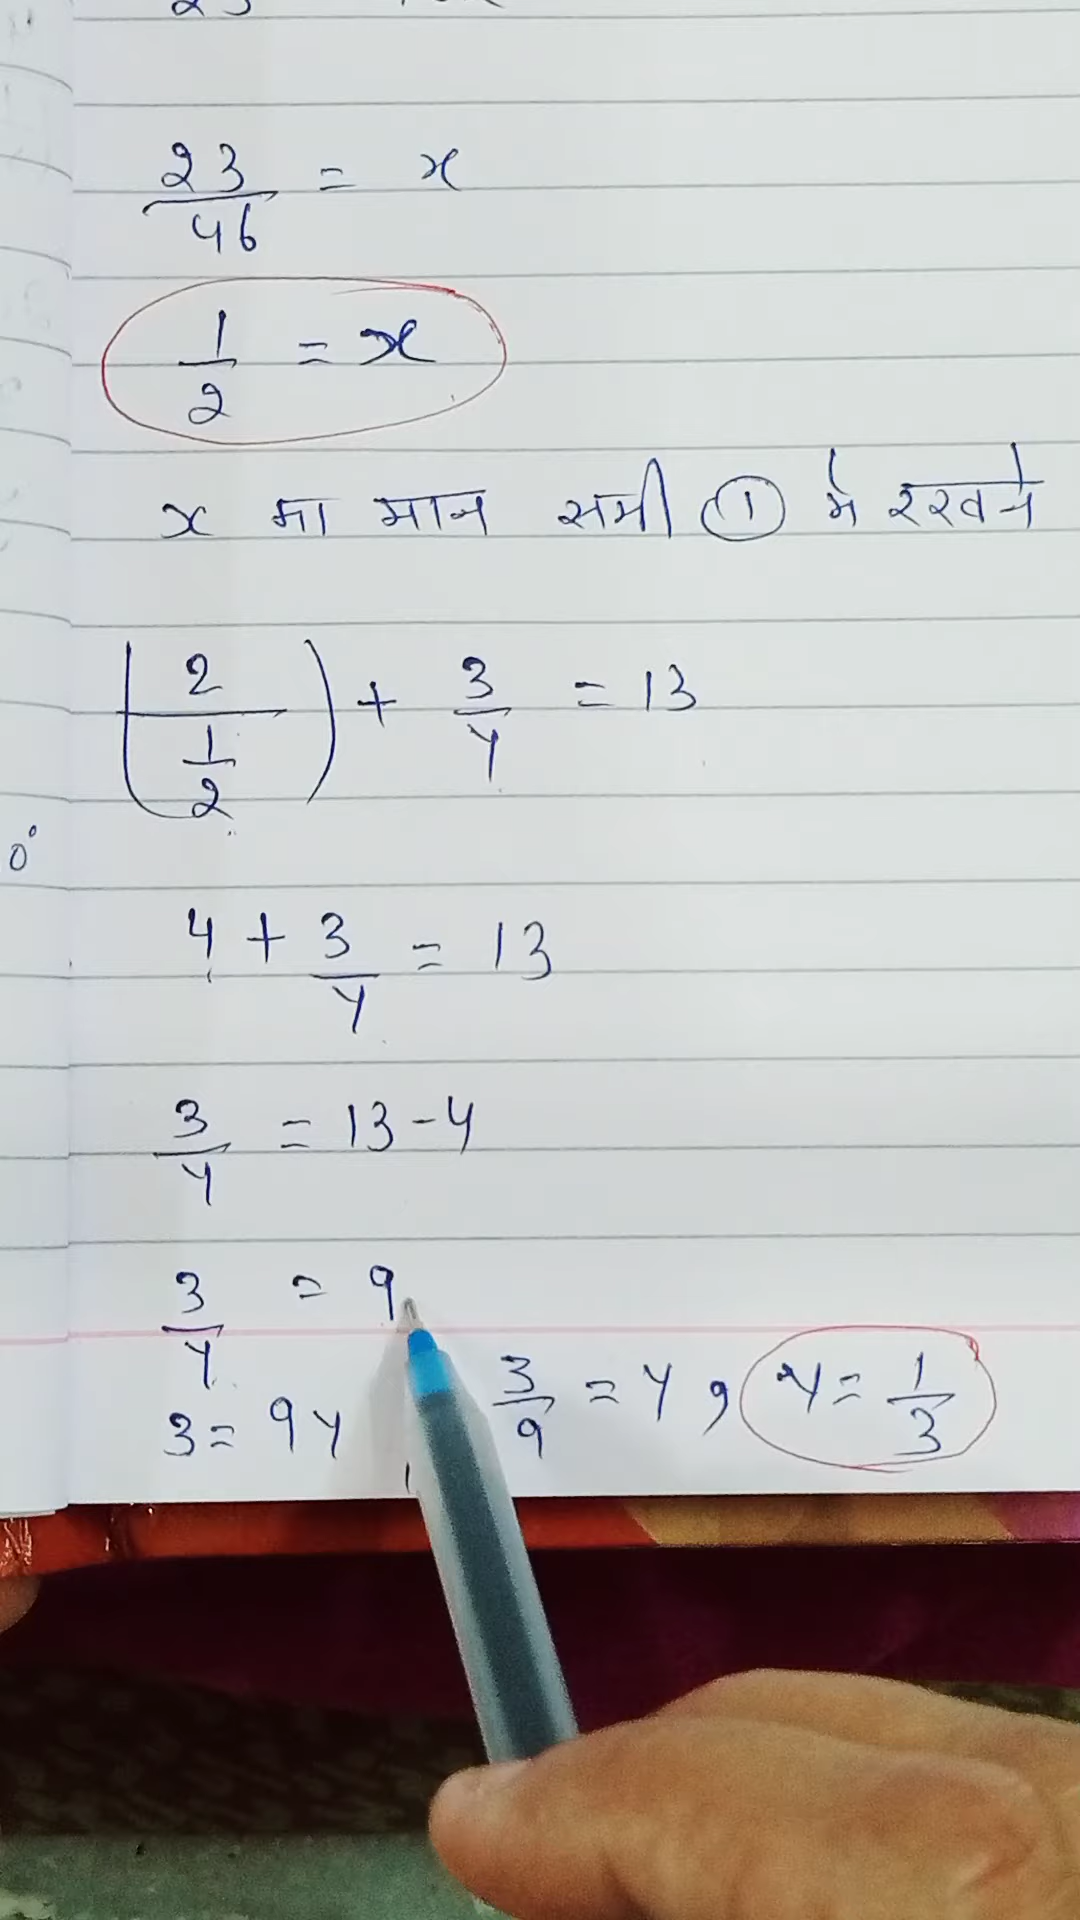 23/46 = x
1/2 = x
x का मान समी ① में रखने
(2/(1/2)) + 3/y = 13
4 + 3/y = 13
3/y = 13-4
3/y = 9
3 = 9y 3/9 = y , y = 1/3
0°